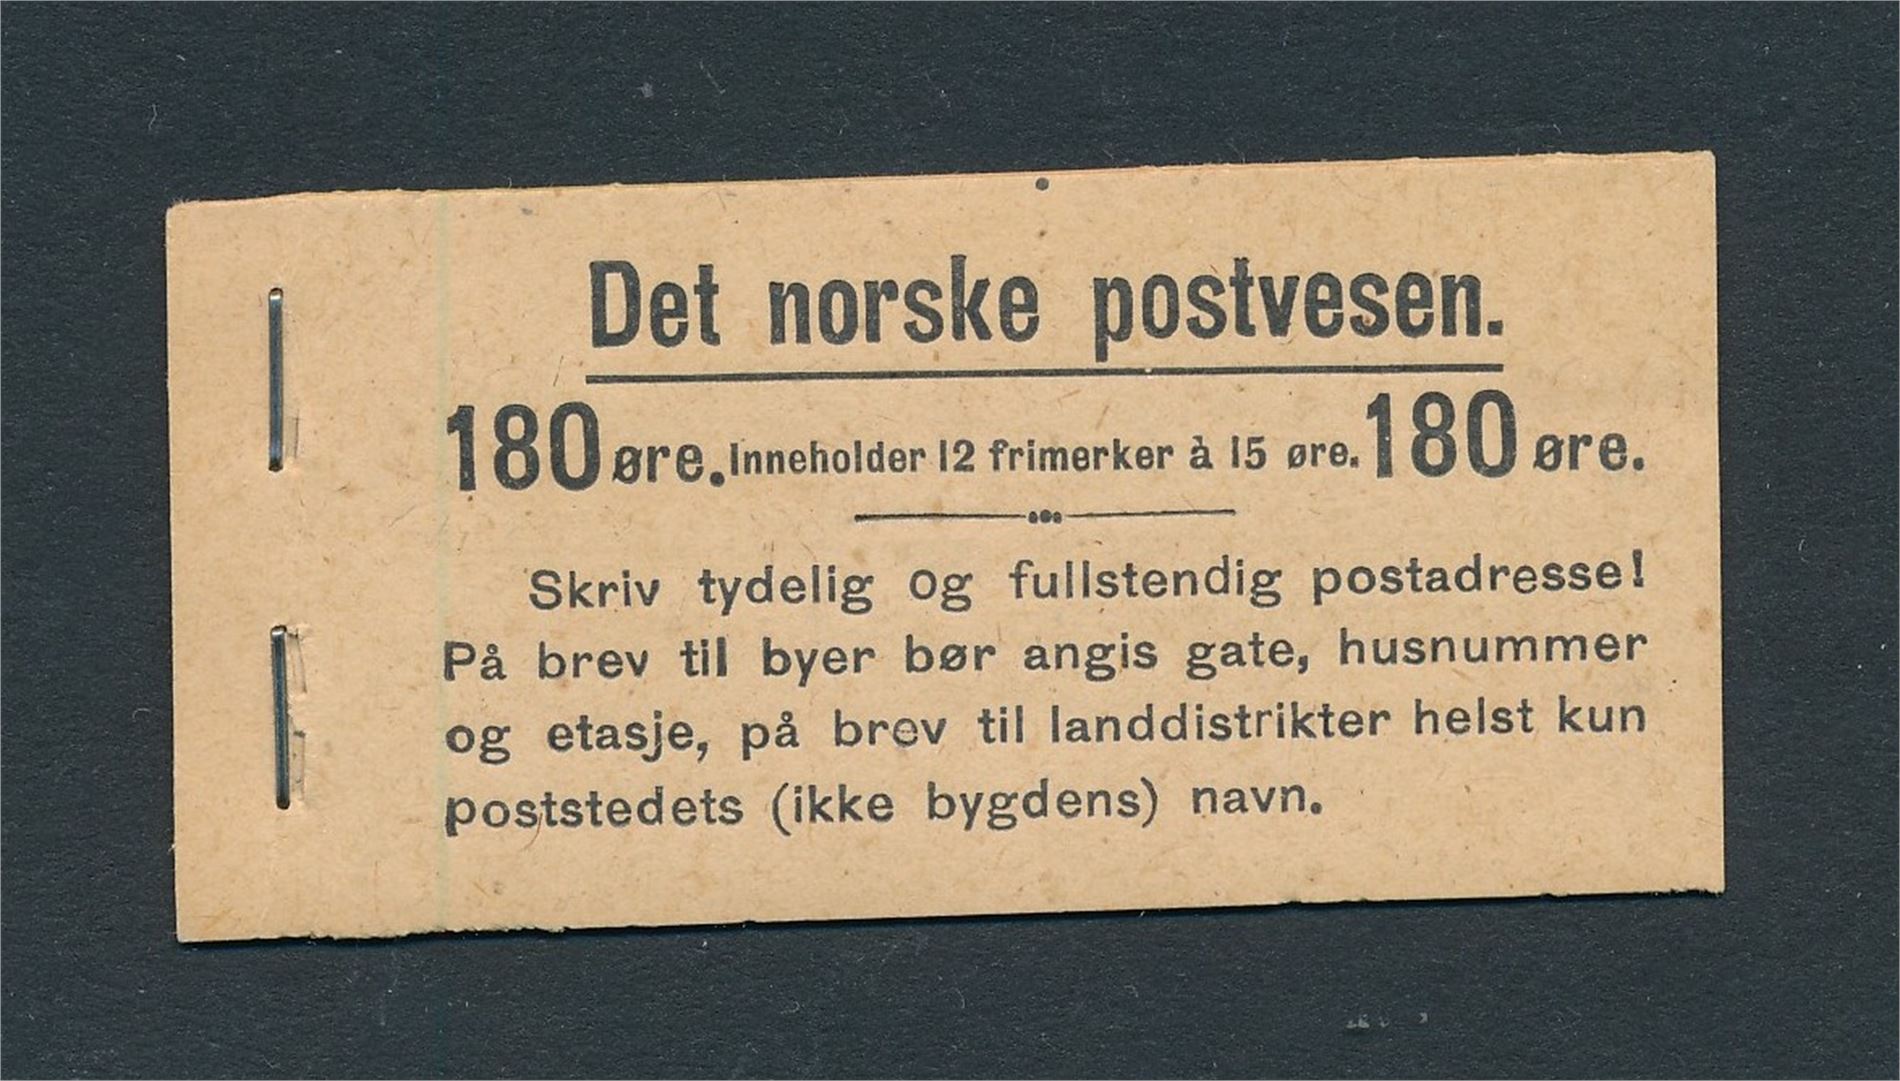 Det norske postvesen.
180 øre. Inneholder 12 frimerker à 15 øre. 180 øre.
Skriv tydelig og fullstendig postadresse!
På brev til byer bør angis gate, husnummer
og etasje, på brev til landdistrikter helst kun
poststedets (ikke bygdens) navn.